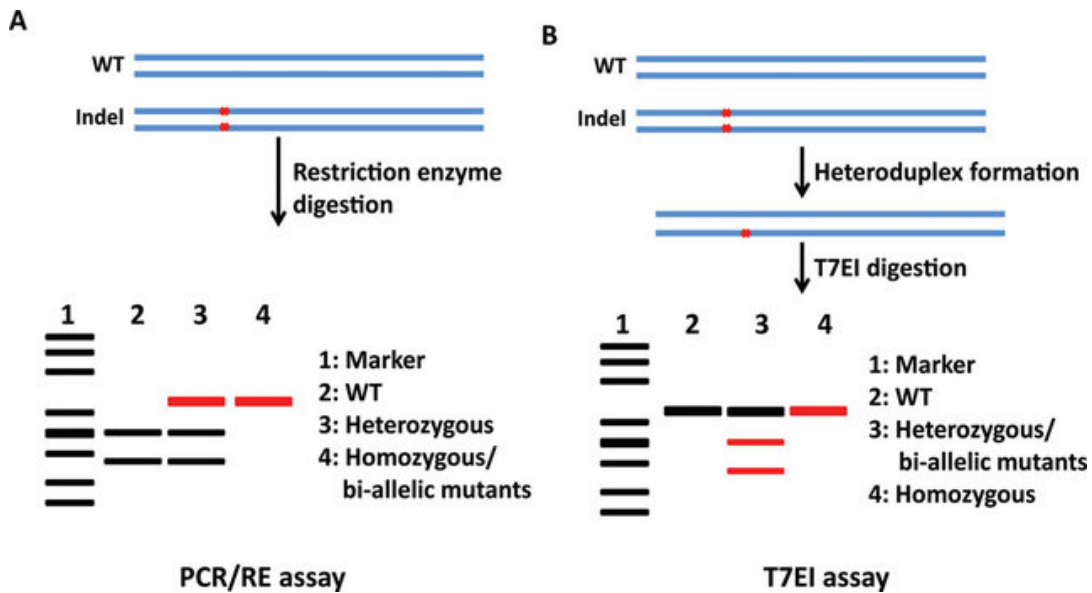 A
WT
Indel
Restriction enzyme
digestion
1 2 3 4
1: Marker
2: WT
3: Heterozygous
4: Homozygous/
bi-allelic mutants
PCR/RE assay
B
WT
Indel
Heteroduplex formation
T7EI digestion
1 2 3 4
1: Marker
2: WT
3: Heterozygous/
bi-allelic mutants
4: Homozygous
T7EI assay